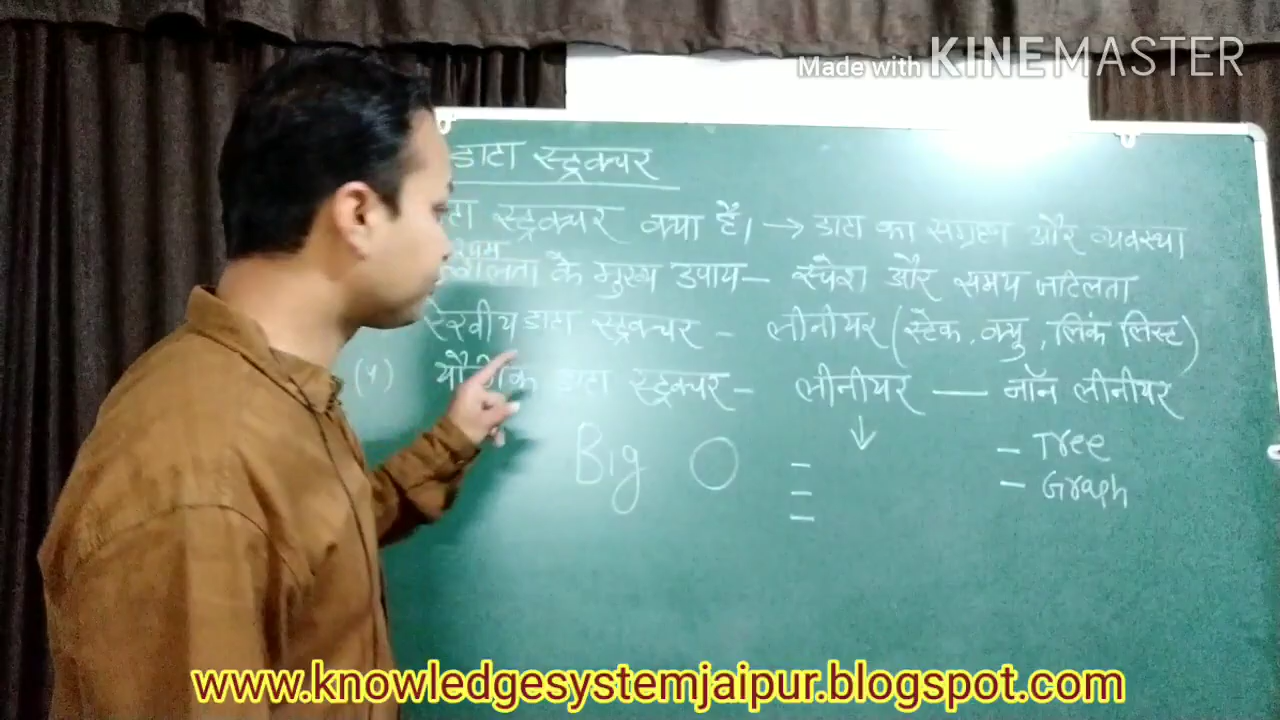 Made with KINEMASTER
डाटा स्ट्रक्चर
टा स्ट्रक्चर क्या है। → डाटा का संग्रहण और व्यवस्था
के मुख्य उपाय – स्पेश और समय जटिलता
रेखीय डाटा स्ट्रक्चर - लीनीयर (स्टेक, क्यु, लिंक लिस्ट)
(५) यौगिक डाटा स्ट्रक्चर - लीनीयर — नॉन लीनीयर
↓ - Tree
Big O - Graph
www.knowledgesystemjaipur.blogspot.com